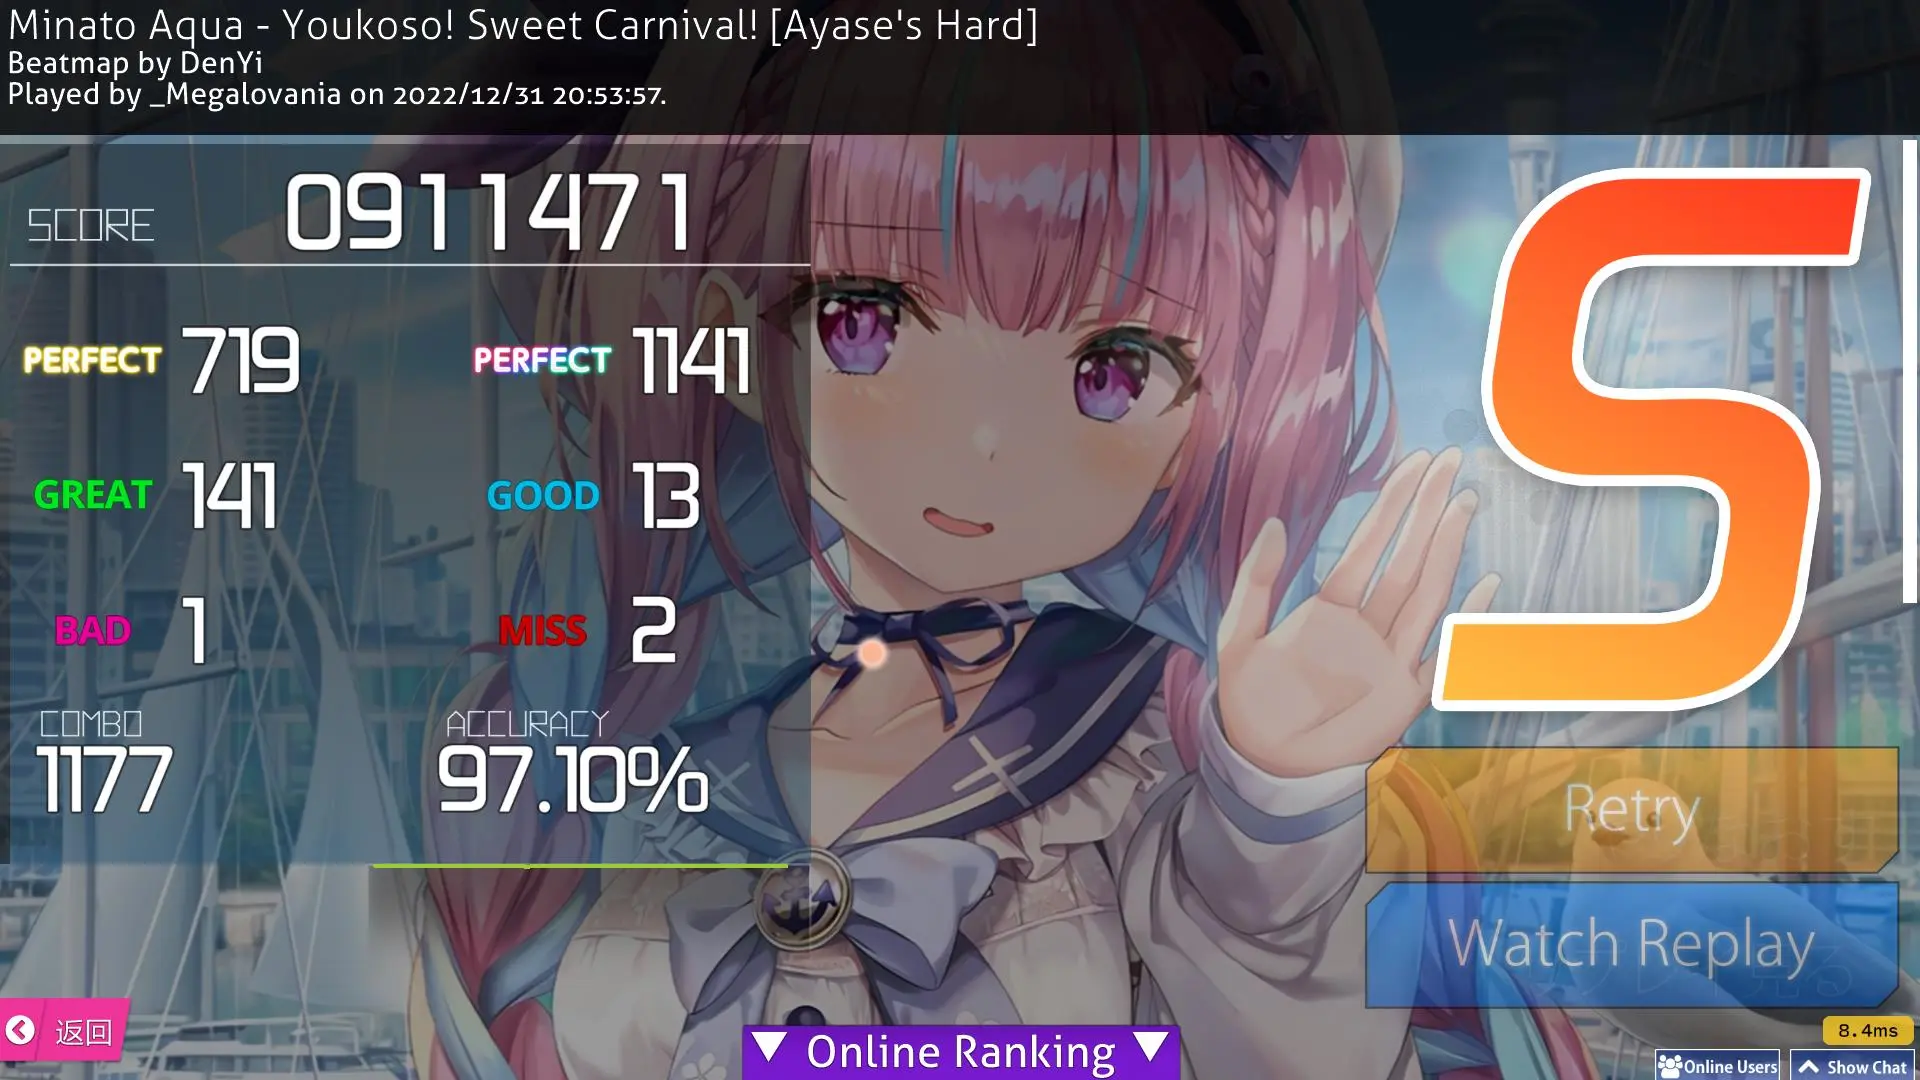 Minato Aqua - Youkoso! Sweet Carnival! [Ayase's Hard]
Beatmap by DenYi
Played by _Megalovania on 2022/12/31 20:53:57.
SCORE 0911471
PERFECT 719 PERFECT 1141
GREAT 141 GOOD 13
BAD 1 MISS 2
COMBO ACCURACY
1177 97.10%
S
Retry
Watch Replay
返回
Online Ranking
8.4ms
Online Users Show Chat